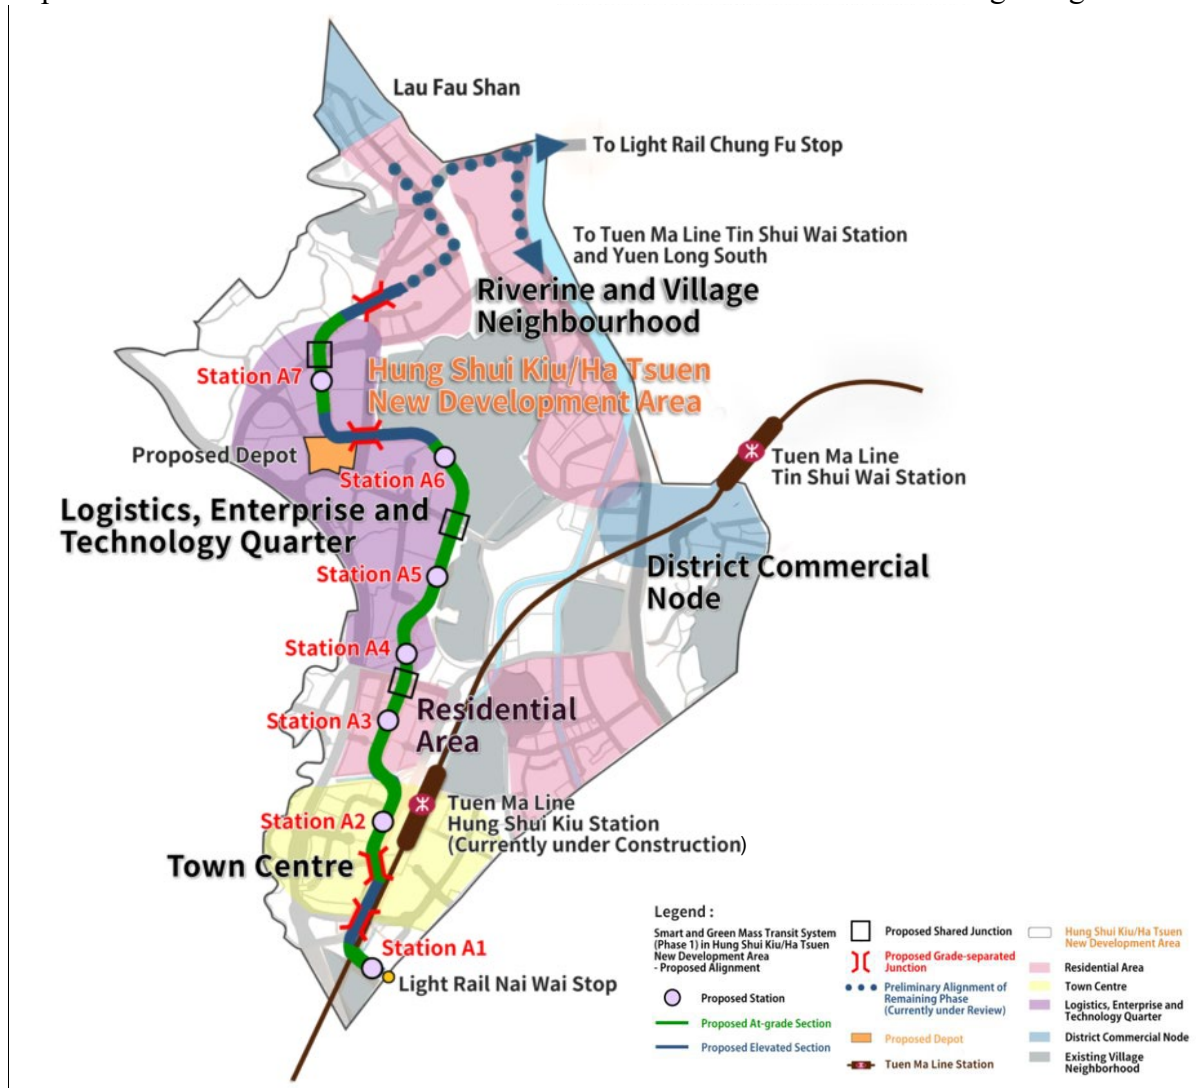 Lau Fau Shan
To Light Rail Chung Fu Stop
To Tuen Ma Line Tin Shui Wai Station
and Yuen Long South
Riverine and Village
Neighbourhood
Station A7
Hung Shui Kiu/Ha Tsuen
New Development Area
Proposed Depot
Station A6
Tuen Ma Line
Tin Shui Wai Station
Logistics, Enterprise and
Technology Quarter
Station A5
District Commercial
Node
Station A4
Station A3
Residential
Area
Tuen Ma Line
Hung Shui Kiu Station
(Currently under Construction)
Station A2
Town Centre
Station A1
Light Rail Nai Wai Stop
Legend :
Smart and Green Mass Transit System
(Phase 1) in Hung Shui Kiu/Ha Tsuen
New Development Area
- Proposed Alignment
Proposed Station
Proposed At-grade Section
Proposed Elevated Section
Proposed Shared Junction
Proposed Grade-separated
Junction
Preliminary Alignment of
Remaining Phase
(Currently under Review)
Proposed Depot
Tuen Ma Line Station
Hung Shui Kiu/Ha Tsuen
New Development Area
Residential Area
Town Centre
Logistics, Enterprise and
Technology Quarter
District Commercial Node
Existing Village
Neighborhood